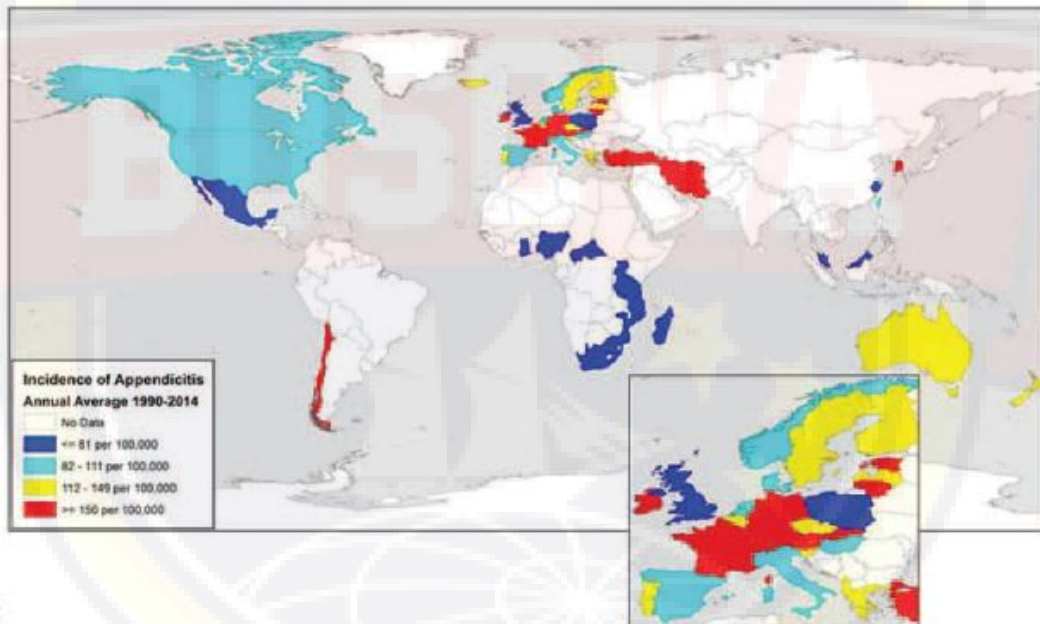 BOSOWA
Incidence of Appendicitis
Annual Average 1990-2014
No Data
<= 81 per 100,000
82 - 111 per 100,000
112 - 149 per 100,000
>= 150 per 100,000